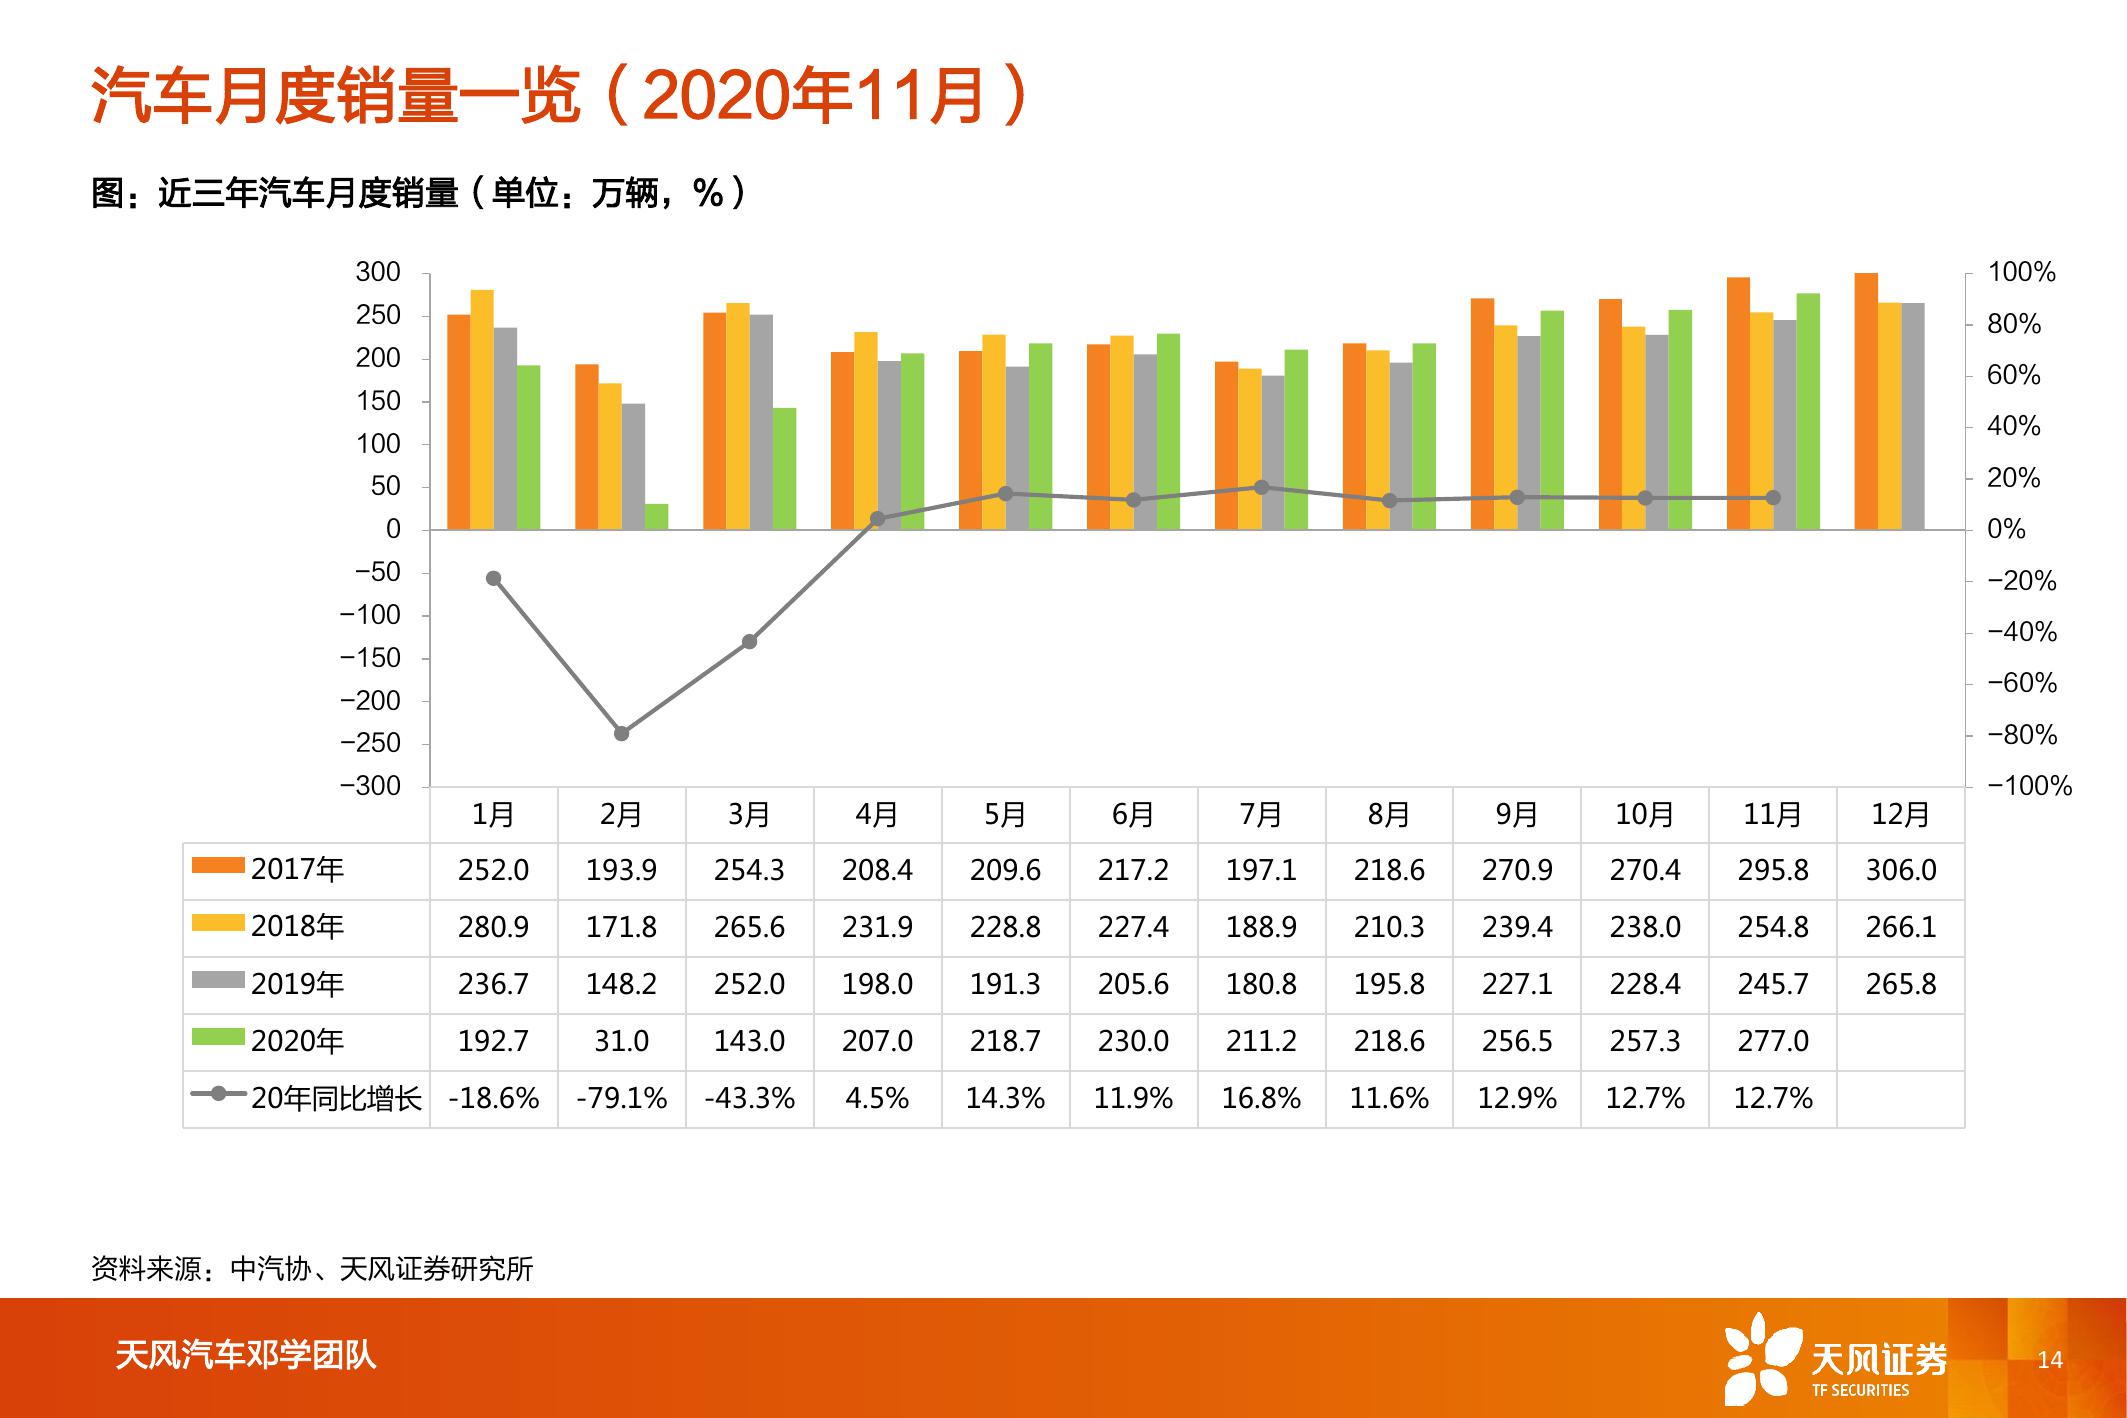 汽车月度销量一览（2020年11月）
图：近三年汽车月度销量（单位：万辆，%）
300
250
200
150
100
50
0
−50
−100
−150
−200
−250
−300
100%
80%
60%
40%
20%
0%
−20%
−40%
−60%
−80%
−100%
1月 2月 3月 4月 5月 6月 7月 8月 9月 10月 11月 12月
2017年 252.0 193.9 254.3 208.4 209.6 217.2 197.1 218.6 270.9 270.4 295.8 306.0
2018年 280.9 171.8 265.6 231.9 228.8 227.4 188.9 210.3 239.4 238.0 254.8 266.1
2019年 236.7 148.2 252.0 198.0 191.3 205.6 180.8 195.8 227.1 228.4 245.7 265.8
2020年 192.7 31.0 143.0 207.0 218.7 230.0 211.2 218.6 256.5 257.3 277.0
20年同比增长 -18.6% -79.1% -43.3% 4.5% 14.3% 11.9% 16.8% 11.6% 12.9% 12.7% 12.7%
资料来源：中汽协、天风证券研究所
天风汽车邓学团队
天风证券
TF SECURITIES
14